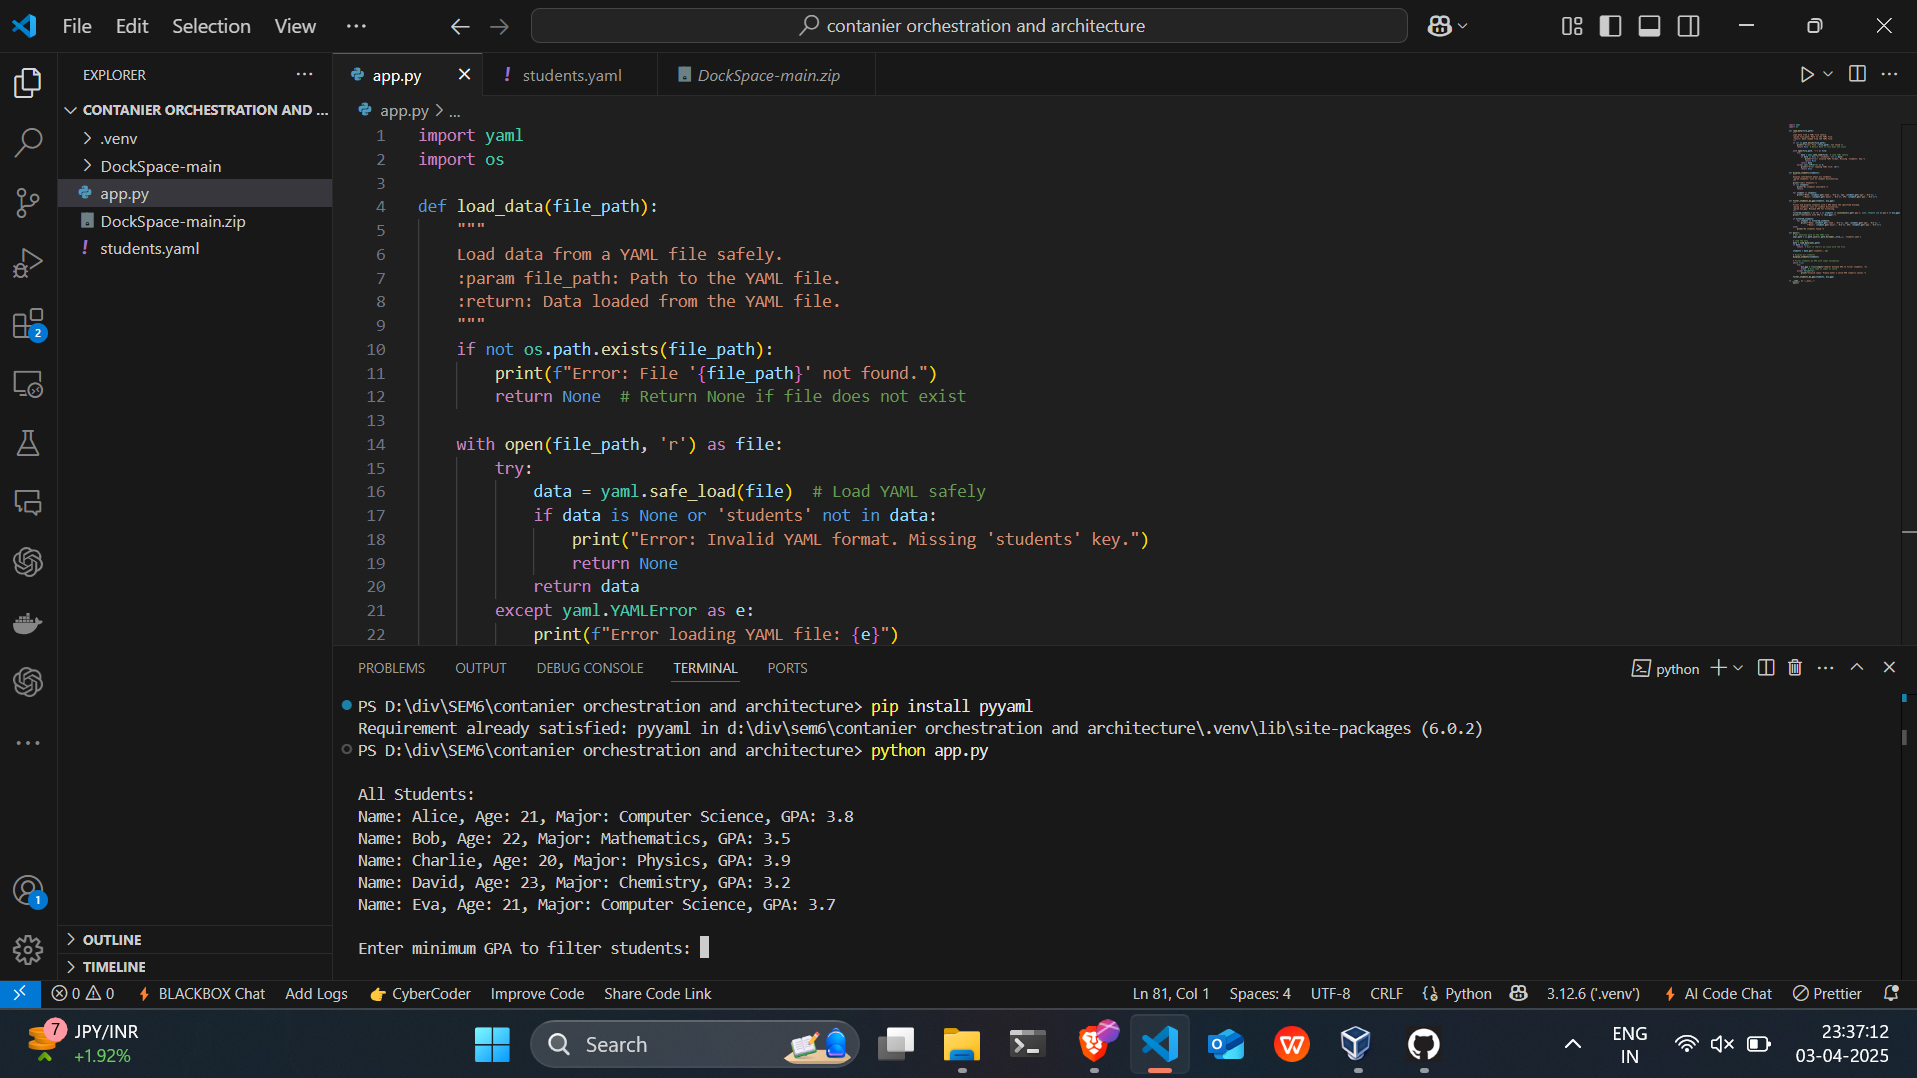 File Edit Selection View ···
contanier orchestration and architecture
EXPLORER
CONTANIER ORCHESTRATION AND ...
.venv
DockSpace-main
app.py
DockSpace-main.zip
students.yaml
OUTLINE
TIMELINE
2
1
app.py
! students.yaml
DockSpace-main.zip
app.py > ...
1 import yaml
2 import os
3
4 def load_data(file_path):
5 """
6 Load data from a YAML file safely.
7 :param file_path: Path to the YAML file.
8 :return: Data loaded from the YAML file.
9 """
10 if not os.path.exists(file_path):
11 print(f"Error: File '{file_path}' not found.")
12 return None # Return None if file does not exist
13
14 with open(file_path, 'r') as file:
15 try:
16 data = yaml.safe_load(file) # Load YAML safely
17 if data is None or 'students' not in data:
18 print("Error: Invalid YAML format. Missing 'students' key.")
19 return None
20 return data
21 except yaml.YAMLError as e:
22 print(f"Error loading YAML file: {e}")
PROBLEMS OUTPUT DEBUG CONSOLE TERMINAL PORTS
python
PS D:\div\SEM6\contanier orchestration and architecture> pip install pyyaml
Requirement already satisfied: pyyaml in d:\div\sem6\contanier orchestration and architecture\.venv\lib\site-packages (6.0.2)
PS D:\div\SEM6\contanier orchestration and architecture> python app.py
All Students:
Name: Alice, Age: 21, Major: Computer Science, GPA: 3.8
Name: Bob, Age: 22, Major: Mathematics, GPA: 3.5
Name: Charlie, Age: 20, Major: Physics, GPA: 3.9
Name: David, Age: 23, Major: Chemistry, GPA: 3.2
Name: Eva, Age: 21, Major: Computer Science, GPA: 3.7
Enter minimum GPA to filter students:
0 0 BLACKBOX Chat Add Logs CyberCoder Improve Code Share Code Link Ln 81, Col 1 Spaces: 4 UTF-8 CRLF Python 3.12.6 ('.venv') AI Code Chat Prettier
7 JPY/INR
+1.92%
Search
ENG
IN
23:37:12
03-04-2025